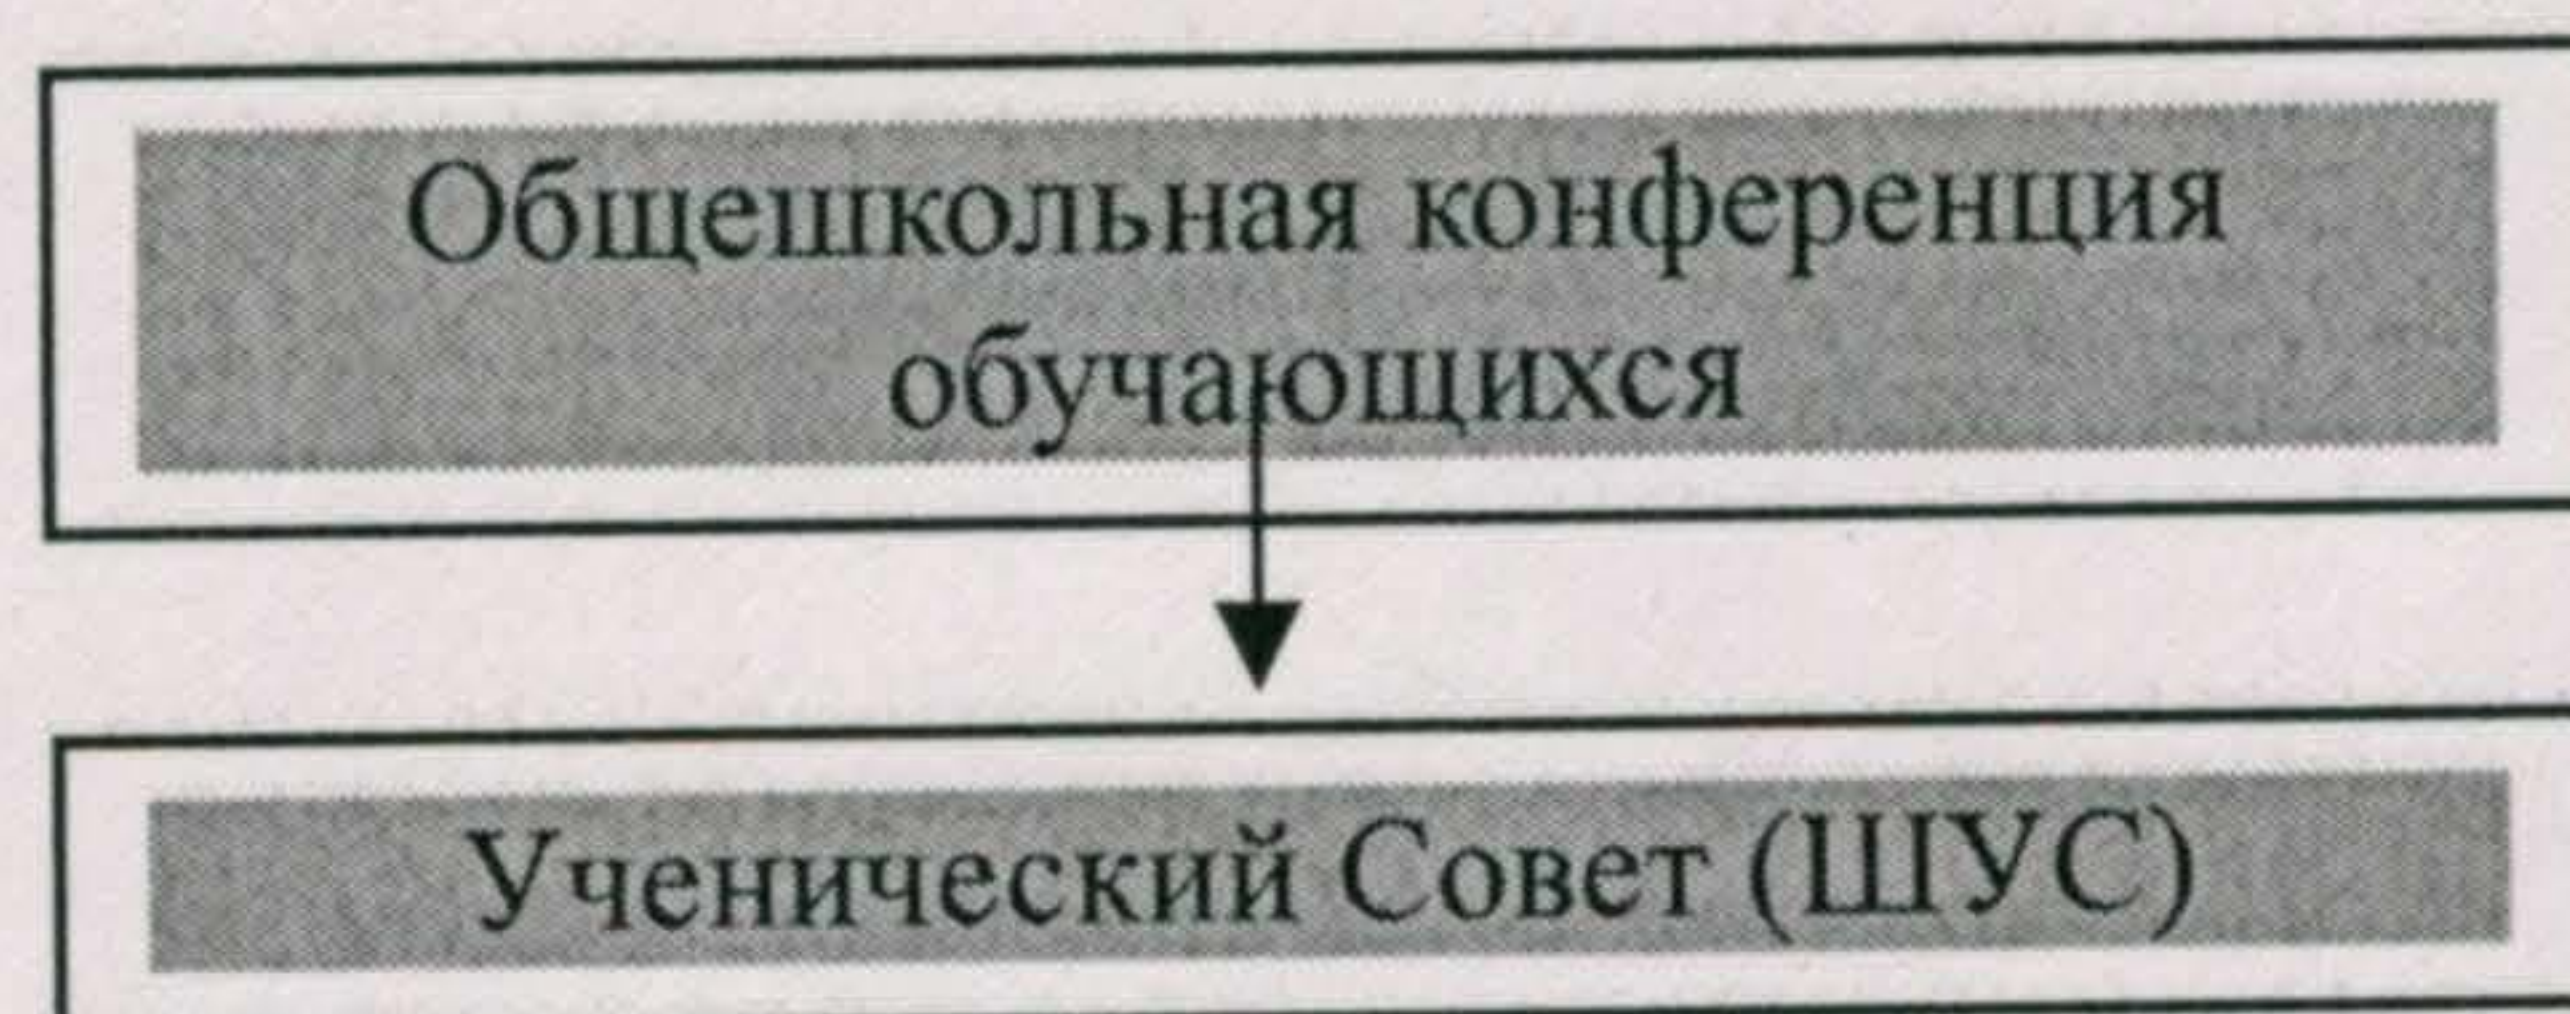 Общешкольная конференция
обучающихся
Ученический Совет (ШУС)